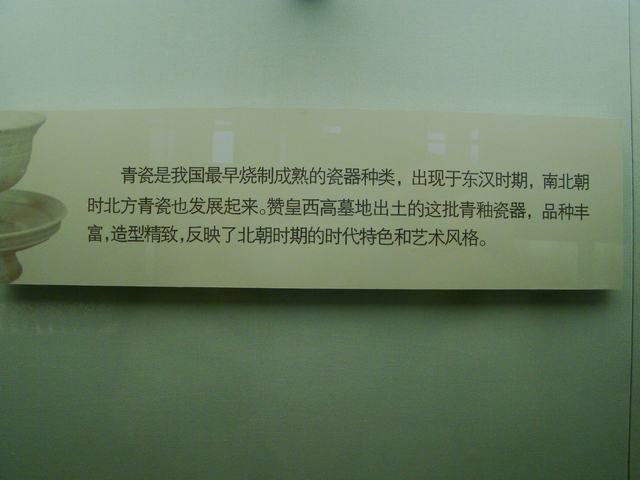 青瓷是我国最早烧制成熟的瓷器种类，出现于东汉时期，南北朝
时北方青瓷也发展起来。赞皇西高墓地出土的这批青釉瓷器，品种丰
富，造型精致，反映了北朝时期的时代特色和艺术风格。